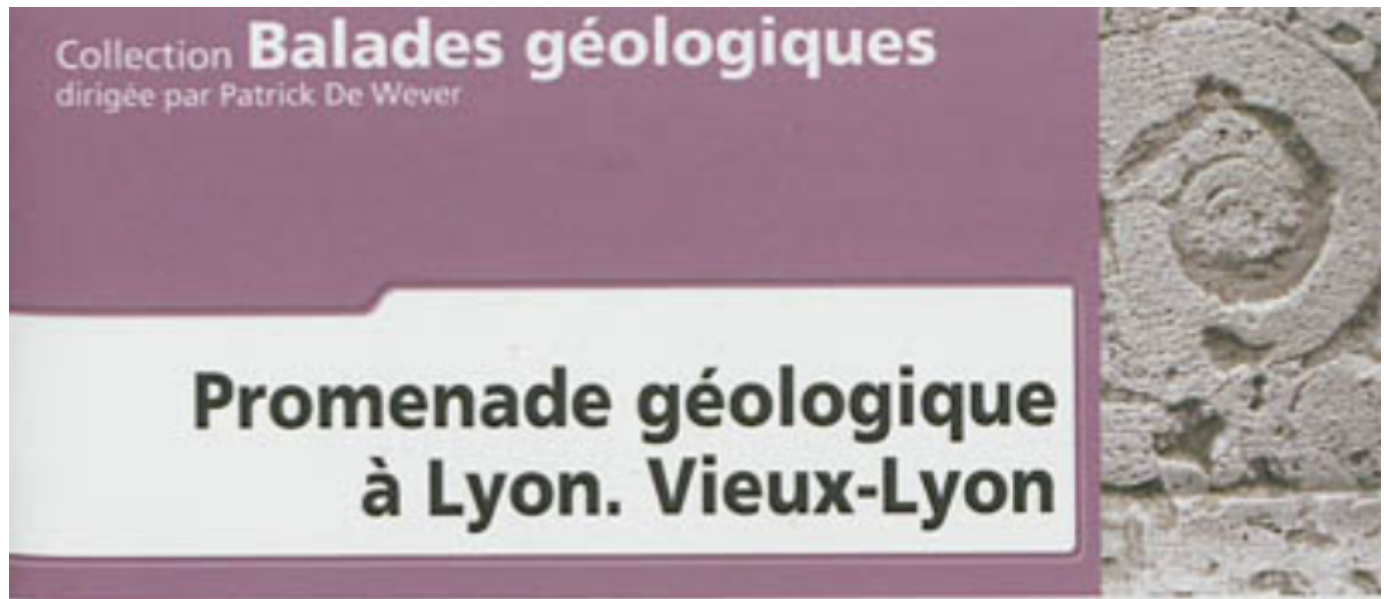 Collection Balades géologiques
dirigée par Patrick De Wever
Promenade géologique
à Lyon. Vieux-Lyon